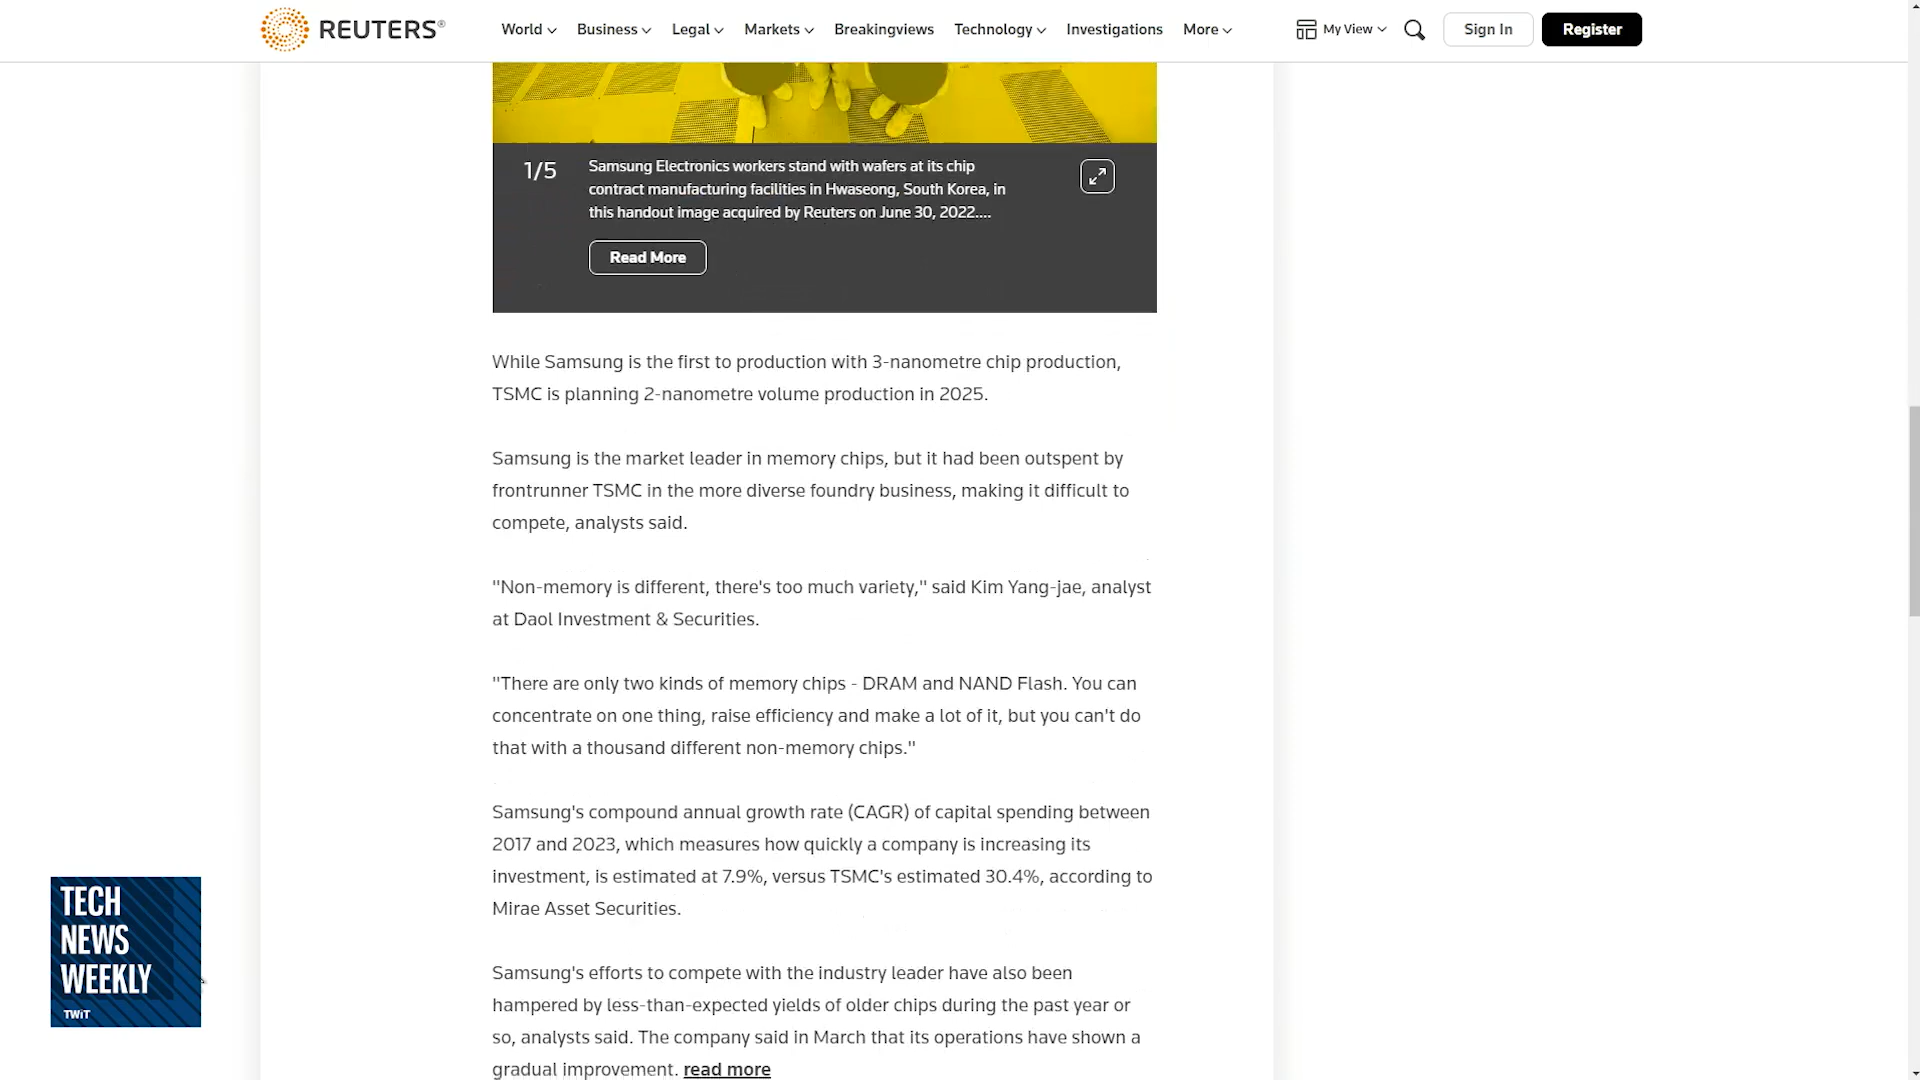 REUTERS®
World
Business
Legal
Markets
Breakingviews
Technology
Investigations
More
My View
Sign In
Register
1/5
Samsung Electronics workers stand with wafers at its chip
contract manufacturing facilities in Hwaseong, South Korea, in
this handout image acquired by Reuters on June 30, 2022....
Read More
While Samsung is the first to production with 3-nanometre chip production,
TSMC is planning 2-nanometre volume production in 2025.
Samsung is the market leader in memory chips, but it had been outspent by
frontrunner TSMC in the more diverse foundry business, making it difficult to
compete, analysts said.
"Non-memory is different, there's too much variety," said Kim Yang-jae, analyst
at Daol Investment & Securities.
"There are only two kinds of memory chips - DRAM and NAND Flash. You can
concentrate on one thing, raise efficiency and make a lot of it, but you can't do
that with a thousand different non-memory chips."
Samsung's compound annual growth rate (CAGR) of capital spending between
2017 and 2023, which measures how quickly a company is increasing its
investment, is estimated at 7.9%, versus TSMC's estimated 30.4%, according to
Mirae Asset Securities.
Samsung's efforts to compete with the industry leader have also been
hampered by less-than-expected yields of older chips during the past year or
so, analysts said. The company said in March that its operations have shown a
gradual improvement. read more
TECH
NEWS
WEEKLY
TWiT